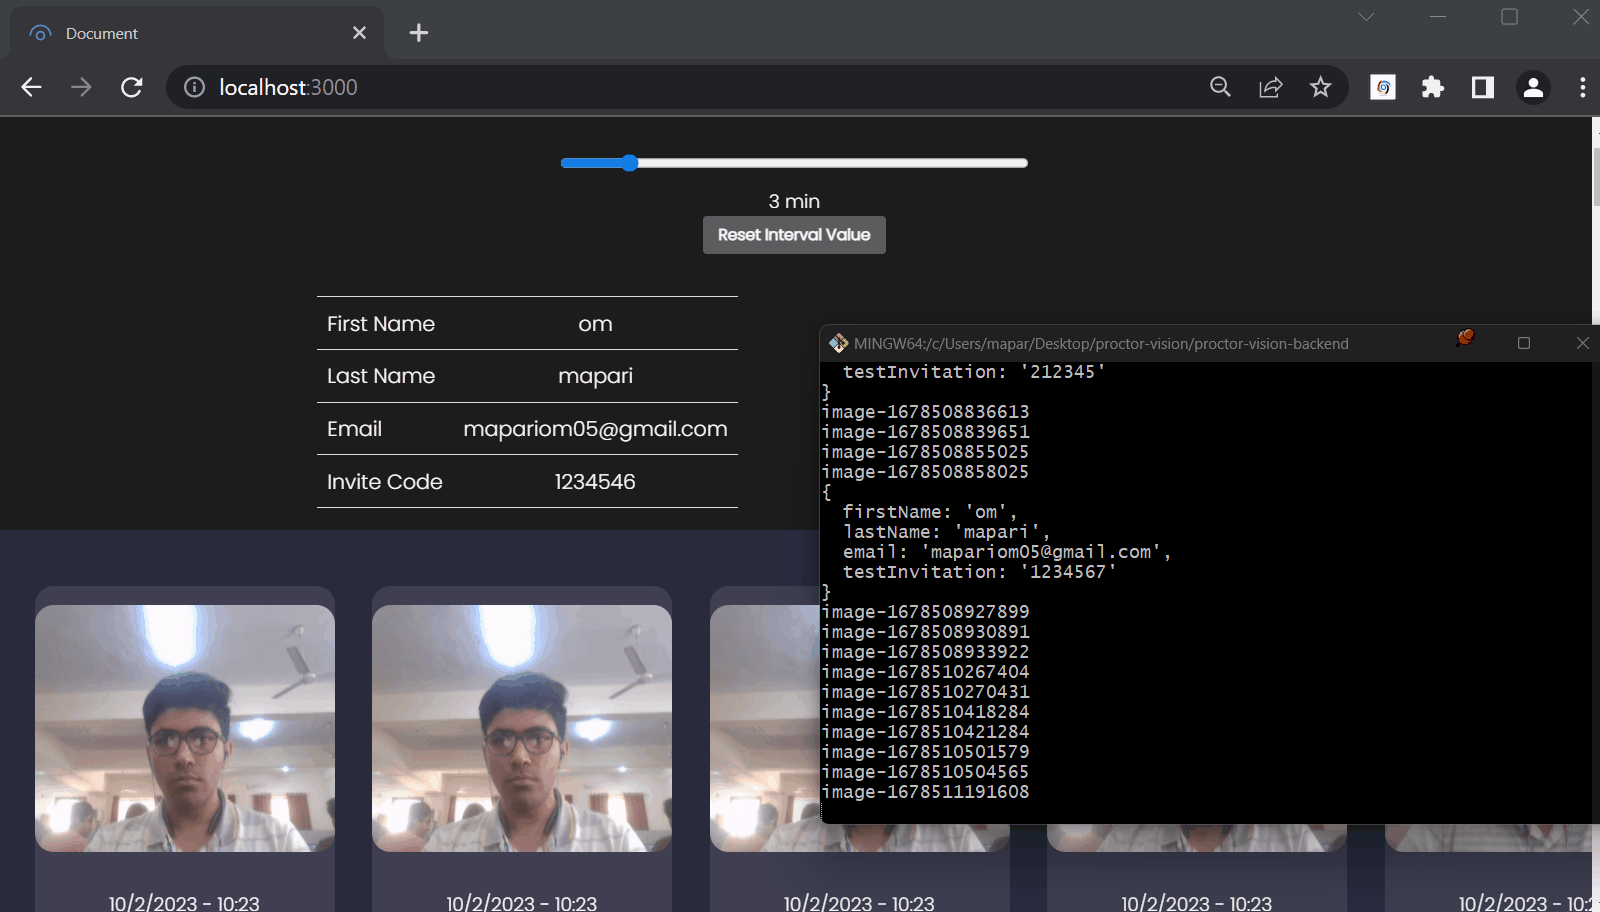 Document
localhost:3000
3 min
Reset Interval Value
First Name om
Last Name mapari
Email mapariom05@gmail.com
Invite Code 1234546
MINGW64:/c/Users/mapar/Desktop/proctor-vision/proctor-vision-backend
testInvitation: '212345'
}
image-1678508836613
image-1678508839651
image-1678508855025
image-1678508858025
{
firstName: 'om',
lastName: 'mapari',
email: 'mapariom05@gmail.com',
testInvitation: '1234567'
}
image-1678508927899
image-1678508930891
image-1678508933922
image-1678510267404
image-1678510270431
image-1678510418284
image-1678510421284
image-1678510501579
image-1678510504565
image-1678511191608
10/2/2023 - 10:23
10/2/2023 - 10:23
10/2/2023 - 10:23
10/2/2023 - 10:23
10/2/2023 - 10:2